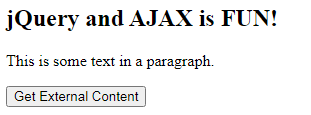 jQuery and AJAX is FUN!
This is some text in a paragraph.
Get External Content